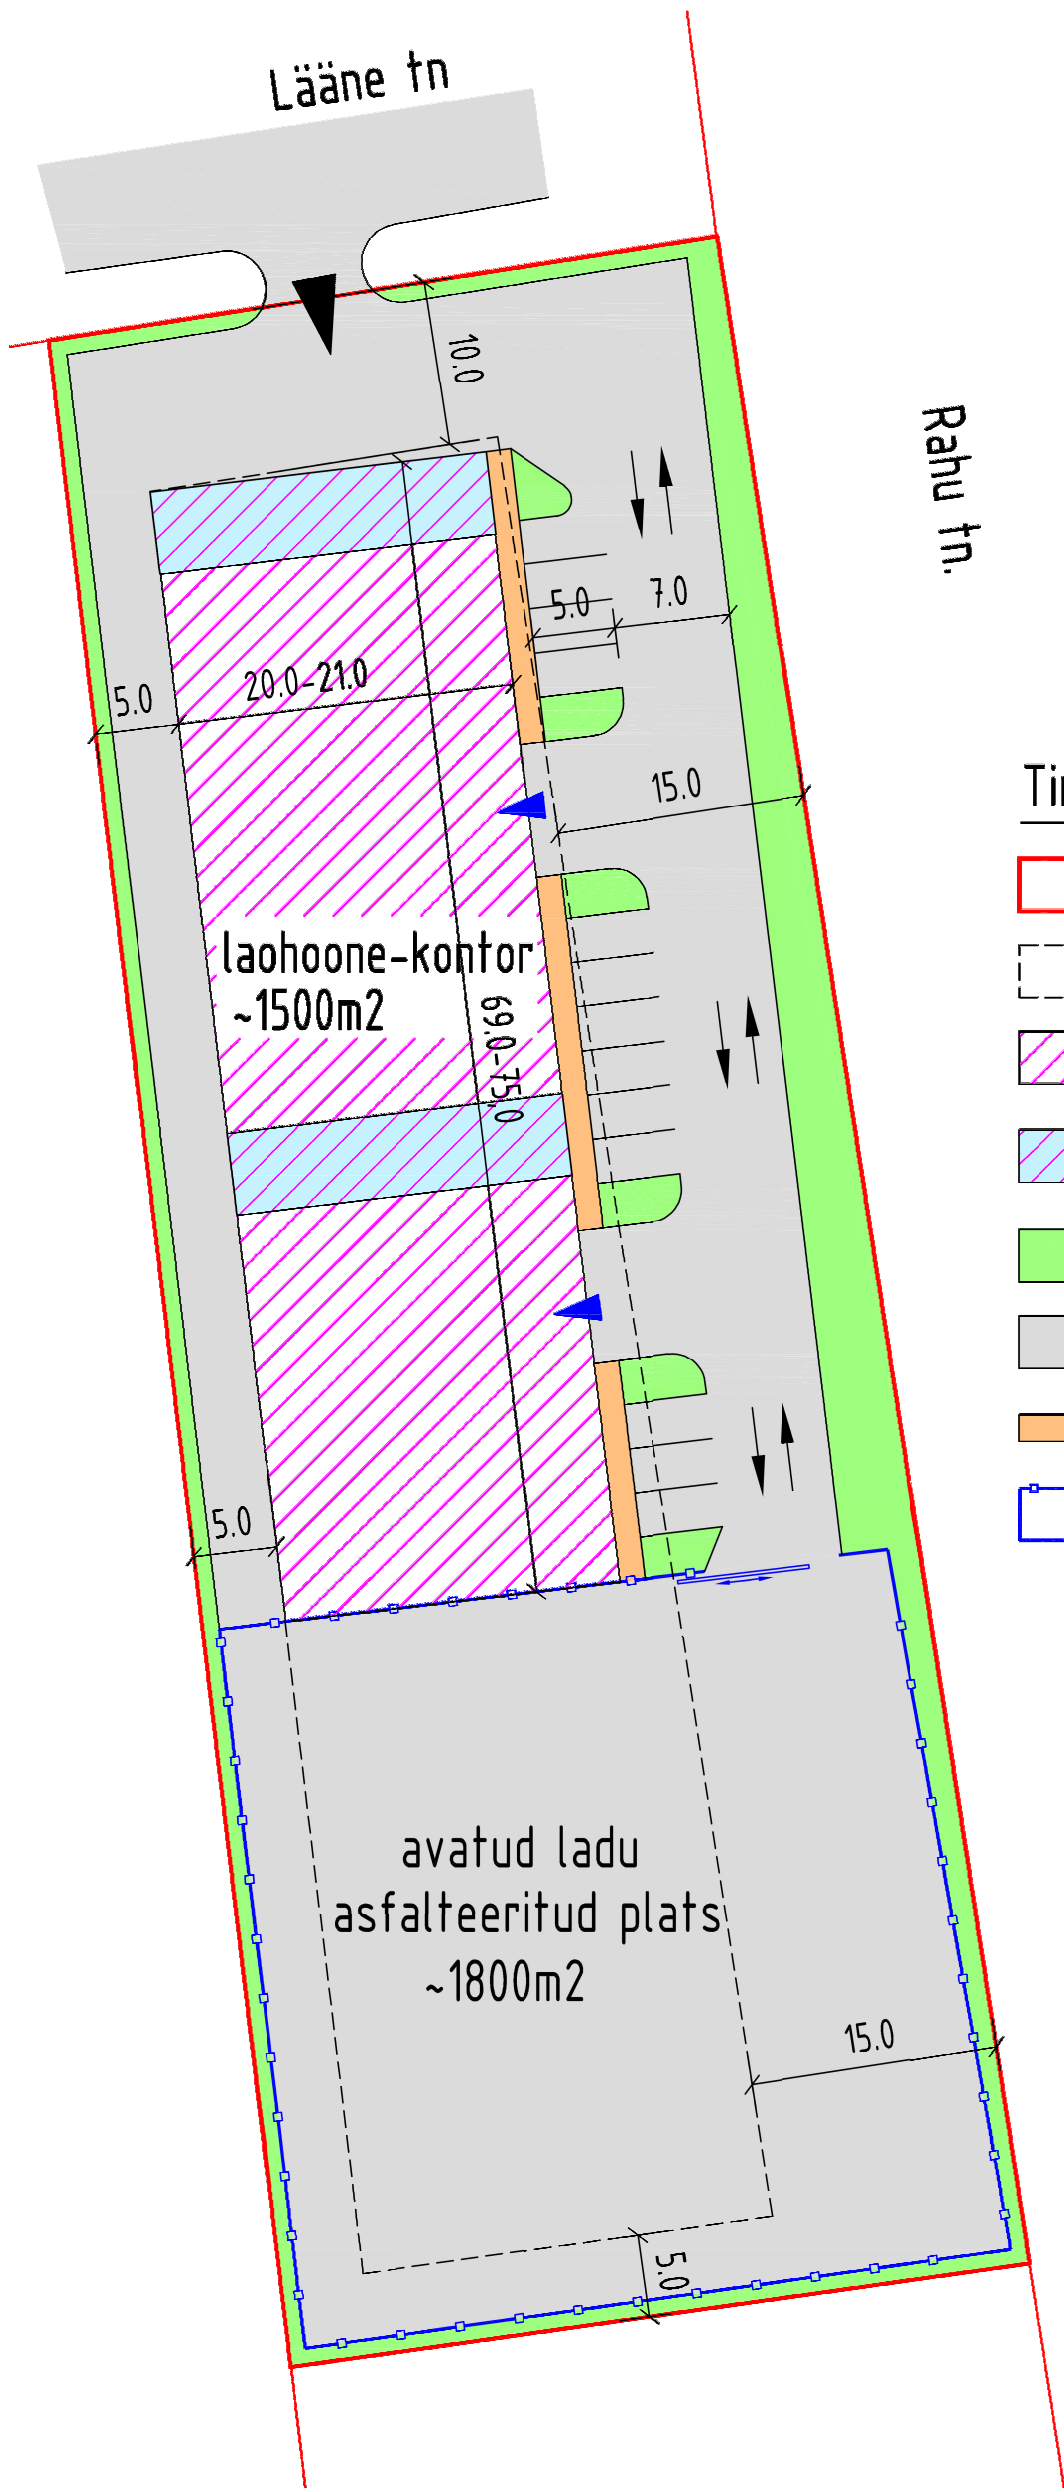 Lääne tn
10.0
Rahu tn.
5.0
7.0
5.0
20.0-21.0
15.0
laohoone-kontor
~1500m2
69.0-75,0
5.0
avatud ladu
asfalteeritud plats
~1800m2
15.0
5.0